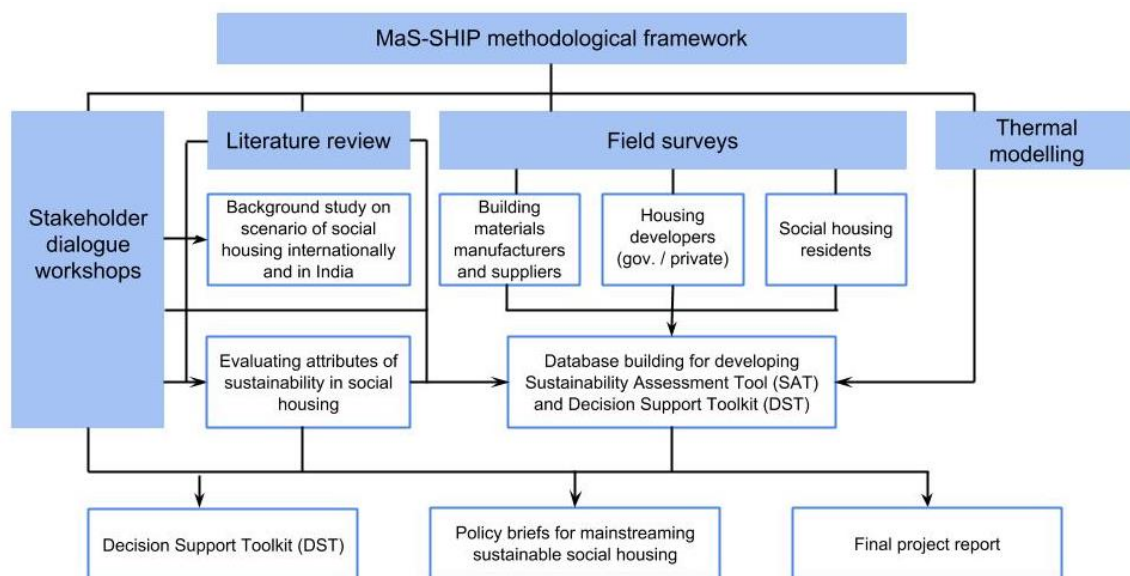 MaS-SHIP methodological framework
Stakeholder
dialogue
workshops
Literature review
Field surveys
Thermal
modelling
Background study on
scenario of social
housing internationally
and in India
Building
materials
manufacturers
and suppliers
Housing
developers
(gov. / private)
Social housing
residents
Evaluating attributes of
sustainability in social
housing
Database building for developing
Sustainability Assessment Tool (SAT)
and Decision Support Toolkit (DST)
Decision Support Toolkit (DST)
Policy briefs for mainstreaming
sustainable social housing
Final project report